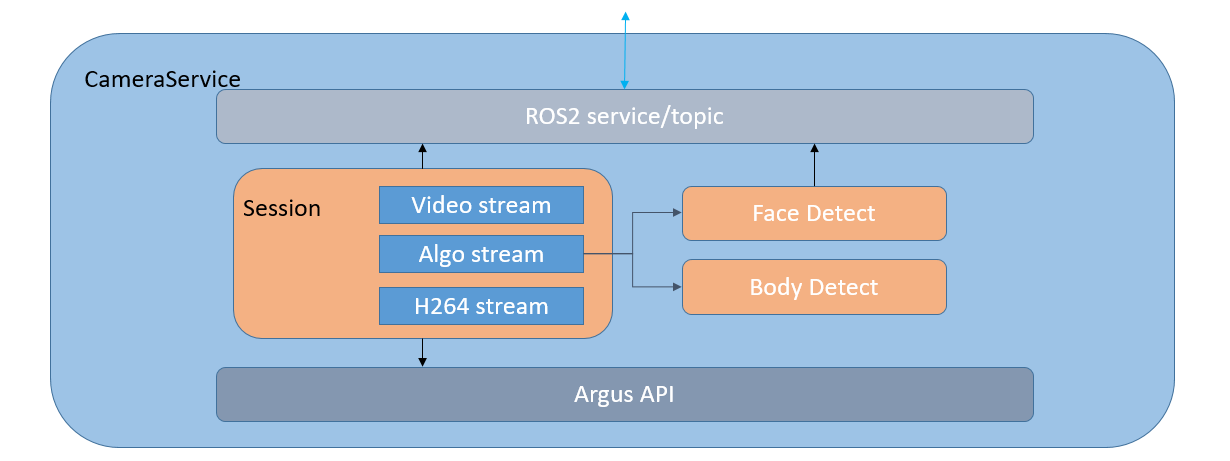 CameraService
ROS2 service/topic
Session
Video stream
Algo stream
H264 stream
Face Detect
Body Detect
Argus API